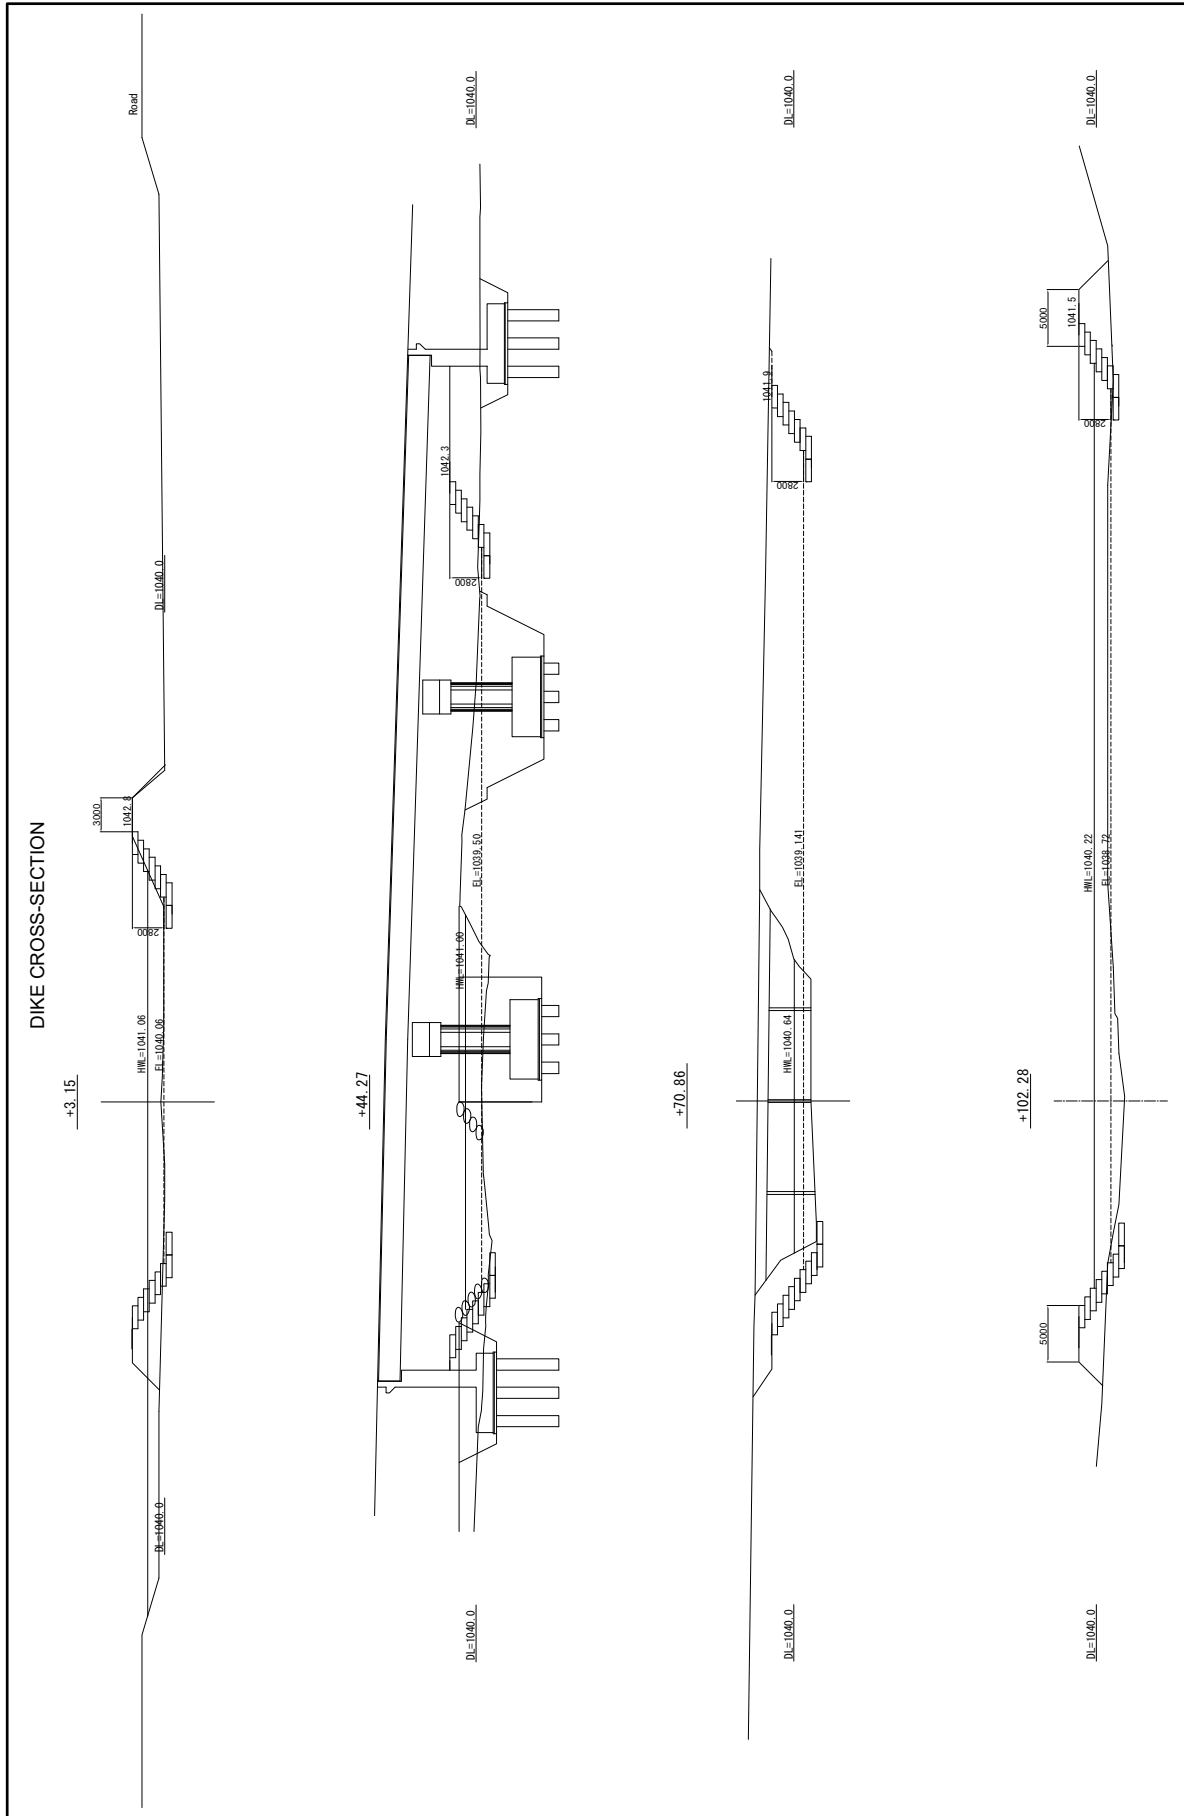 DIKE CROSS-SECTION
+3.15
3000
1042.8
Road
HWL=1041.06
2800
DL=1040.0
EL=1040.06
DL=1040.0
+44.27
1042.3
HWL=1041.00
2800
DL=1040.0
EL=1039.50
DL=1040.0
+70.86
1041.9
HWL=1040.64
2800
DL=1040.0
EL=1039.141
DL=1040.0
+102.28
5000
5000
1041.5
HWL=1040.22
2800
DL=1040.0
EL=1038.72
DL=1040.0